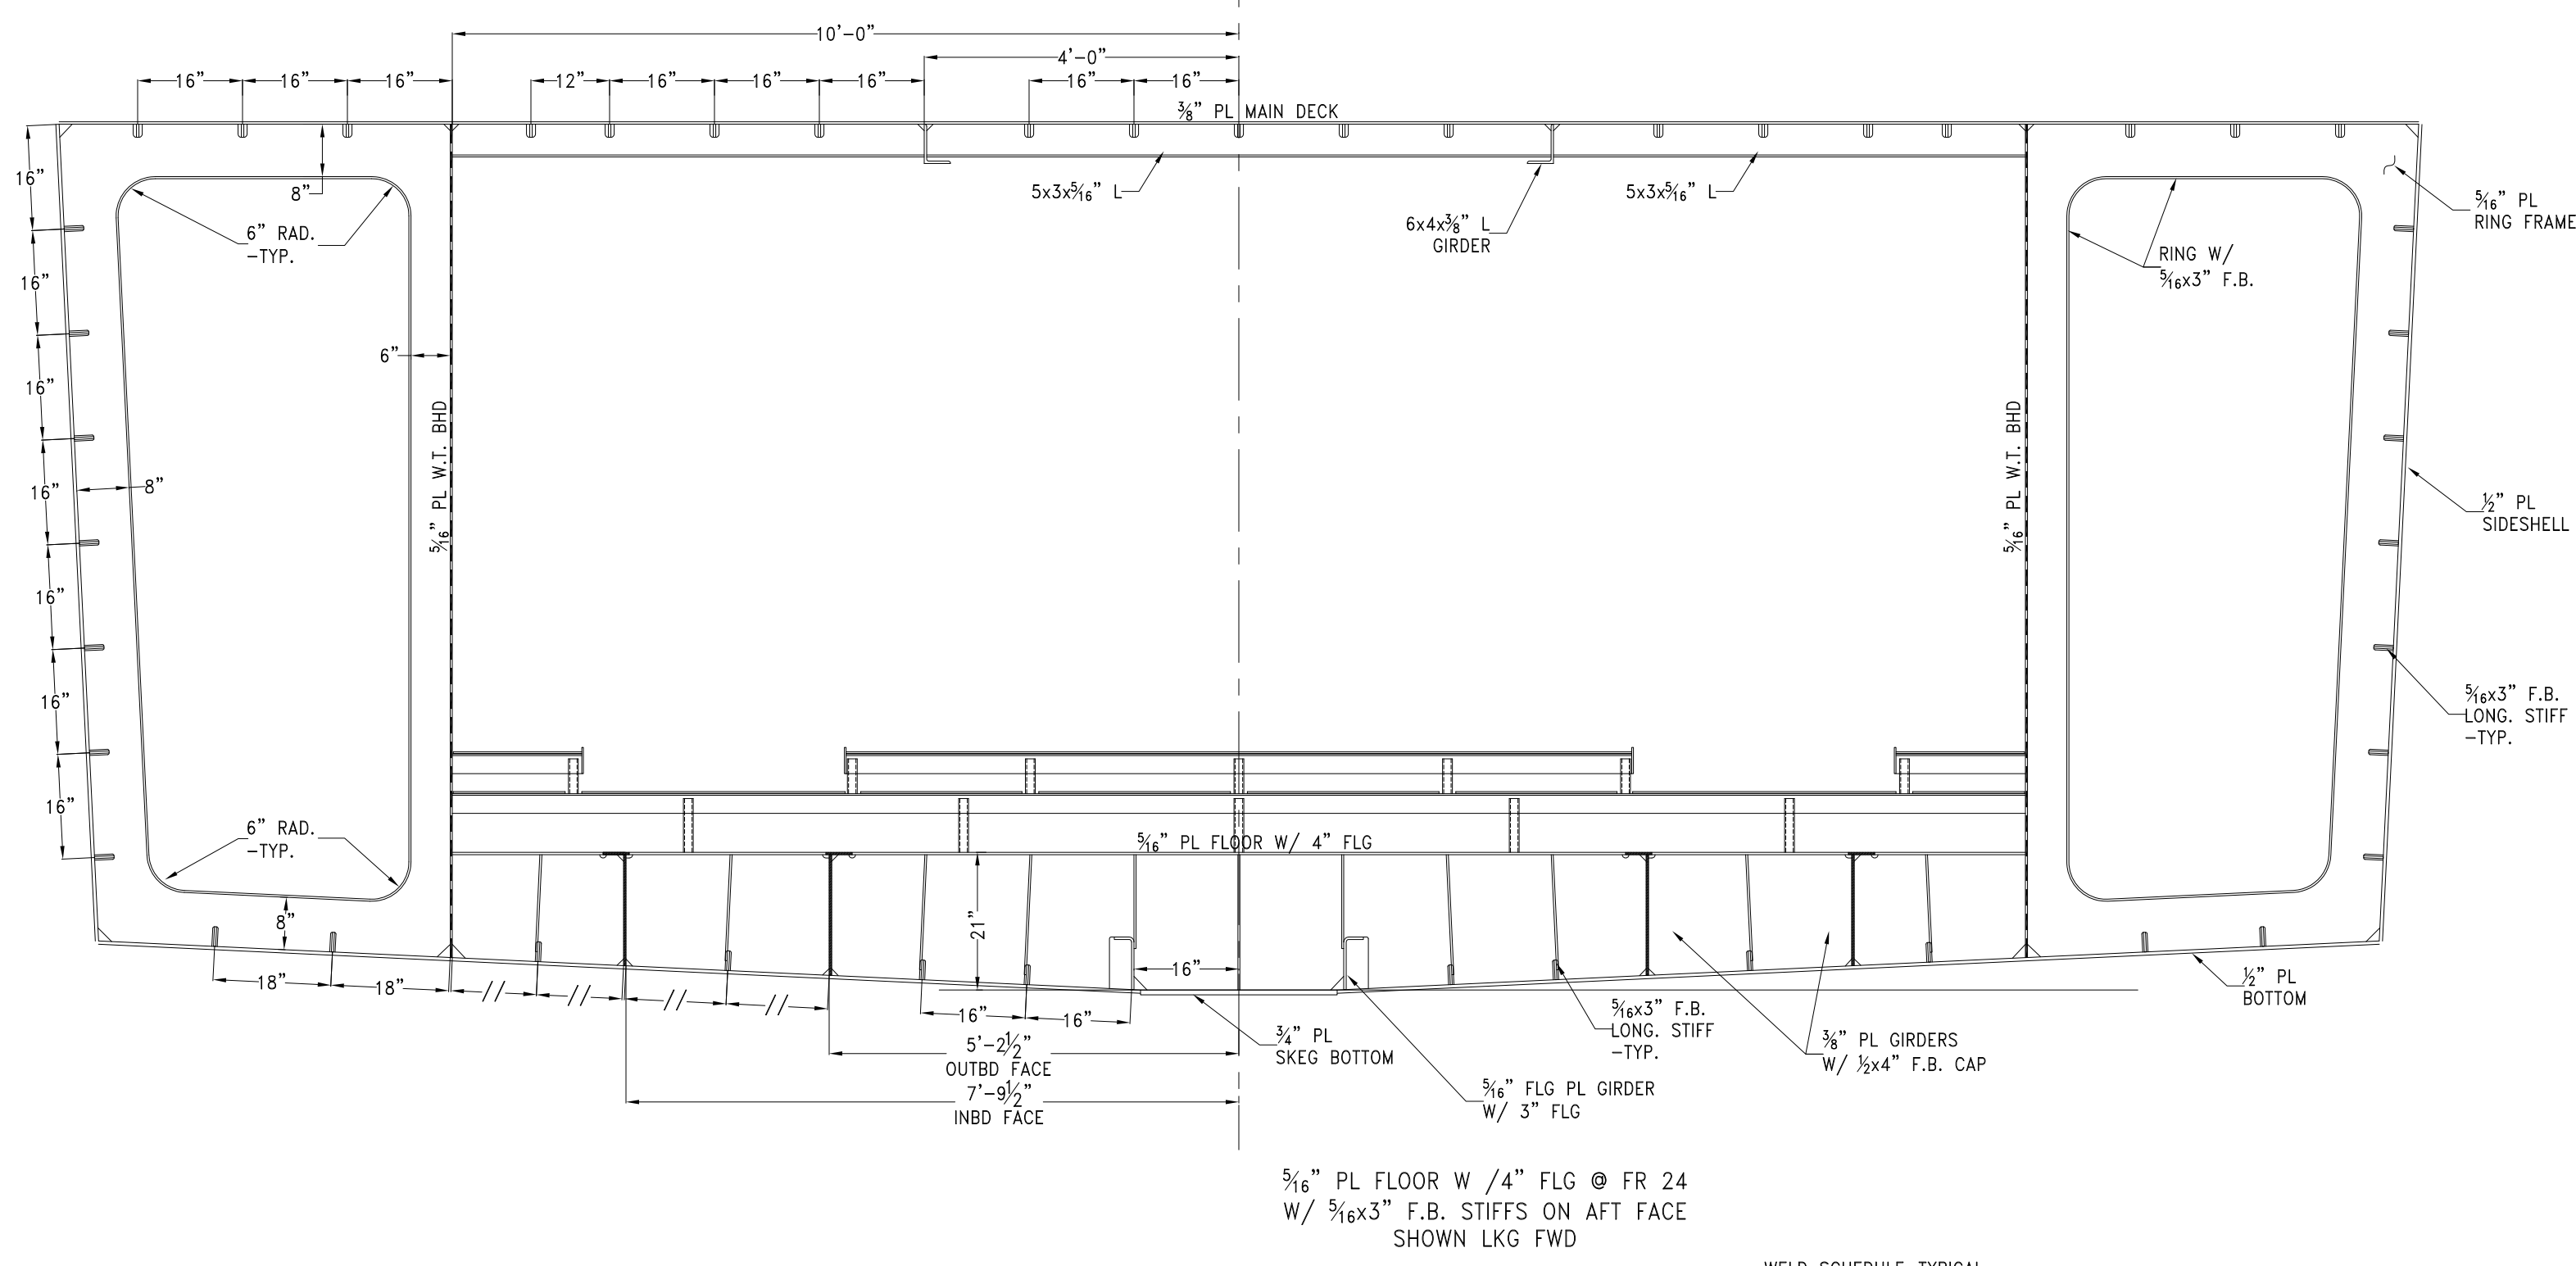 10'-0"
4'-0"
16" 16" 16" 12" 16" 16" 16" 16" 16"
⅜" PL MAIN DECK
16"
8"
5x3x5⁄16" L
5x3x5⁄16" L
5⁄16" PL
RING FRAME
6" RAD.
-TYP.
6x4x⅜" L
GIRDER
RING W/
5⁄16x3" F.B.
16"
6"
16"
5⁄16" PL W.T. BHD
5⁄16" PL W.T. BHD
8"
16"
½" PL
SIDESHELL
16"
16"
5⁄16x3" F.B.
LONG. STIFF
-TYP.
16"
6" RAD.
-TYP.
5⁄16" PL FLOOR W/ 4" FLG
8"
21"
16"
18" 18" // // // //
16" 16"
½" PL
BOTTOM
5⁄16x3" F.B.
LONG. STIFF
-TYP.
¾" PL
SKEG BOTTOM
⅜" PL GIRDERS
W/ ½x4" F.B. CAP
5'-2½"
OUTBD FACE
7'-9½"
INBD FACE
5⁄16" FLG PL GIRDER
W/ 3" FLG
5⁄16" PL FLOOR W /4" FLG @ FR 24
W/ 5⁄16x3" F.B. STIFFS ON AFT FACE
SHOWN LKG FWD
WELD SCHEDULE TYPICAL